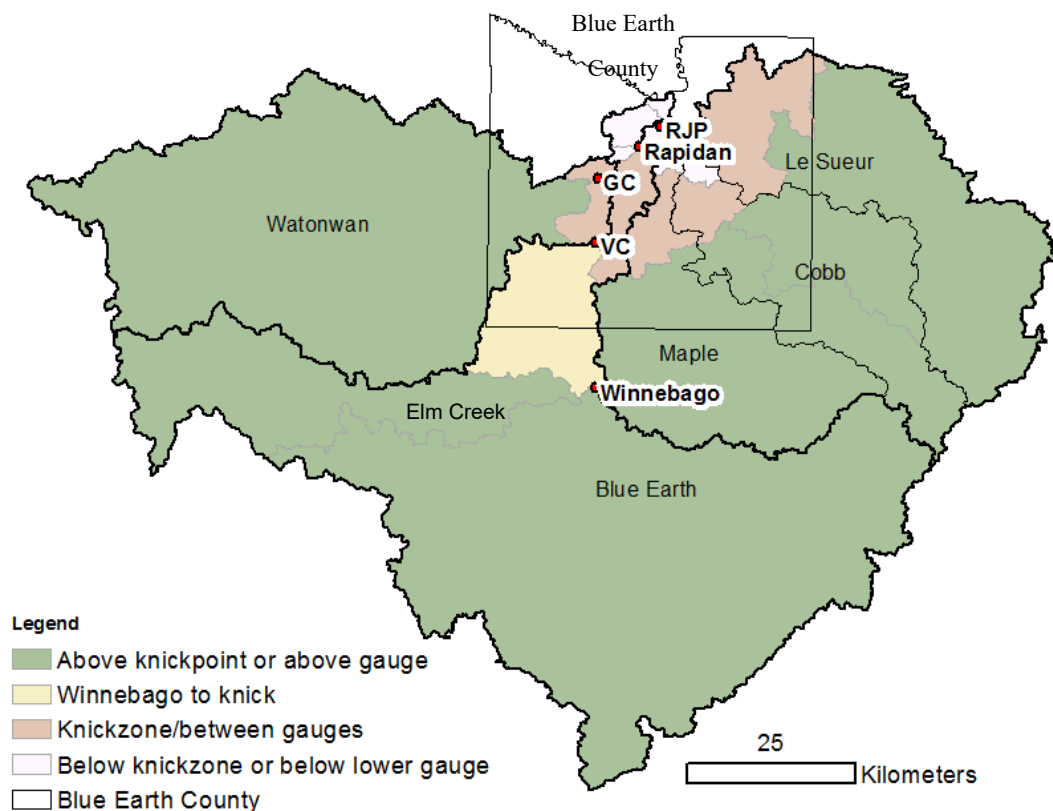 Blue Earth
County
RJP
Rapidan
Le Sueur
GC
Watonwan
VC
Cobb
Maple
Winnebago
Elm Creek
Blue Earth
Legend
Above knickpoint or above gauge
Winnebago to knick
Knickzone/between gauges
Below knickzone or below lower gauge
Blue Earth County
25
Kilometers